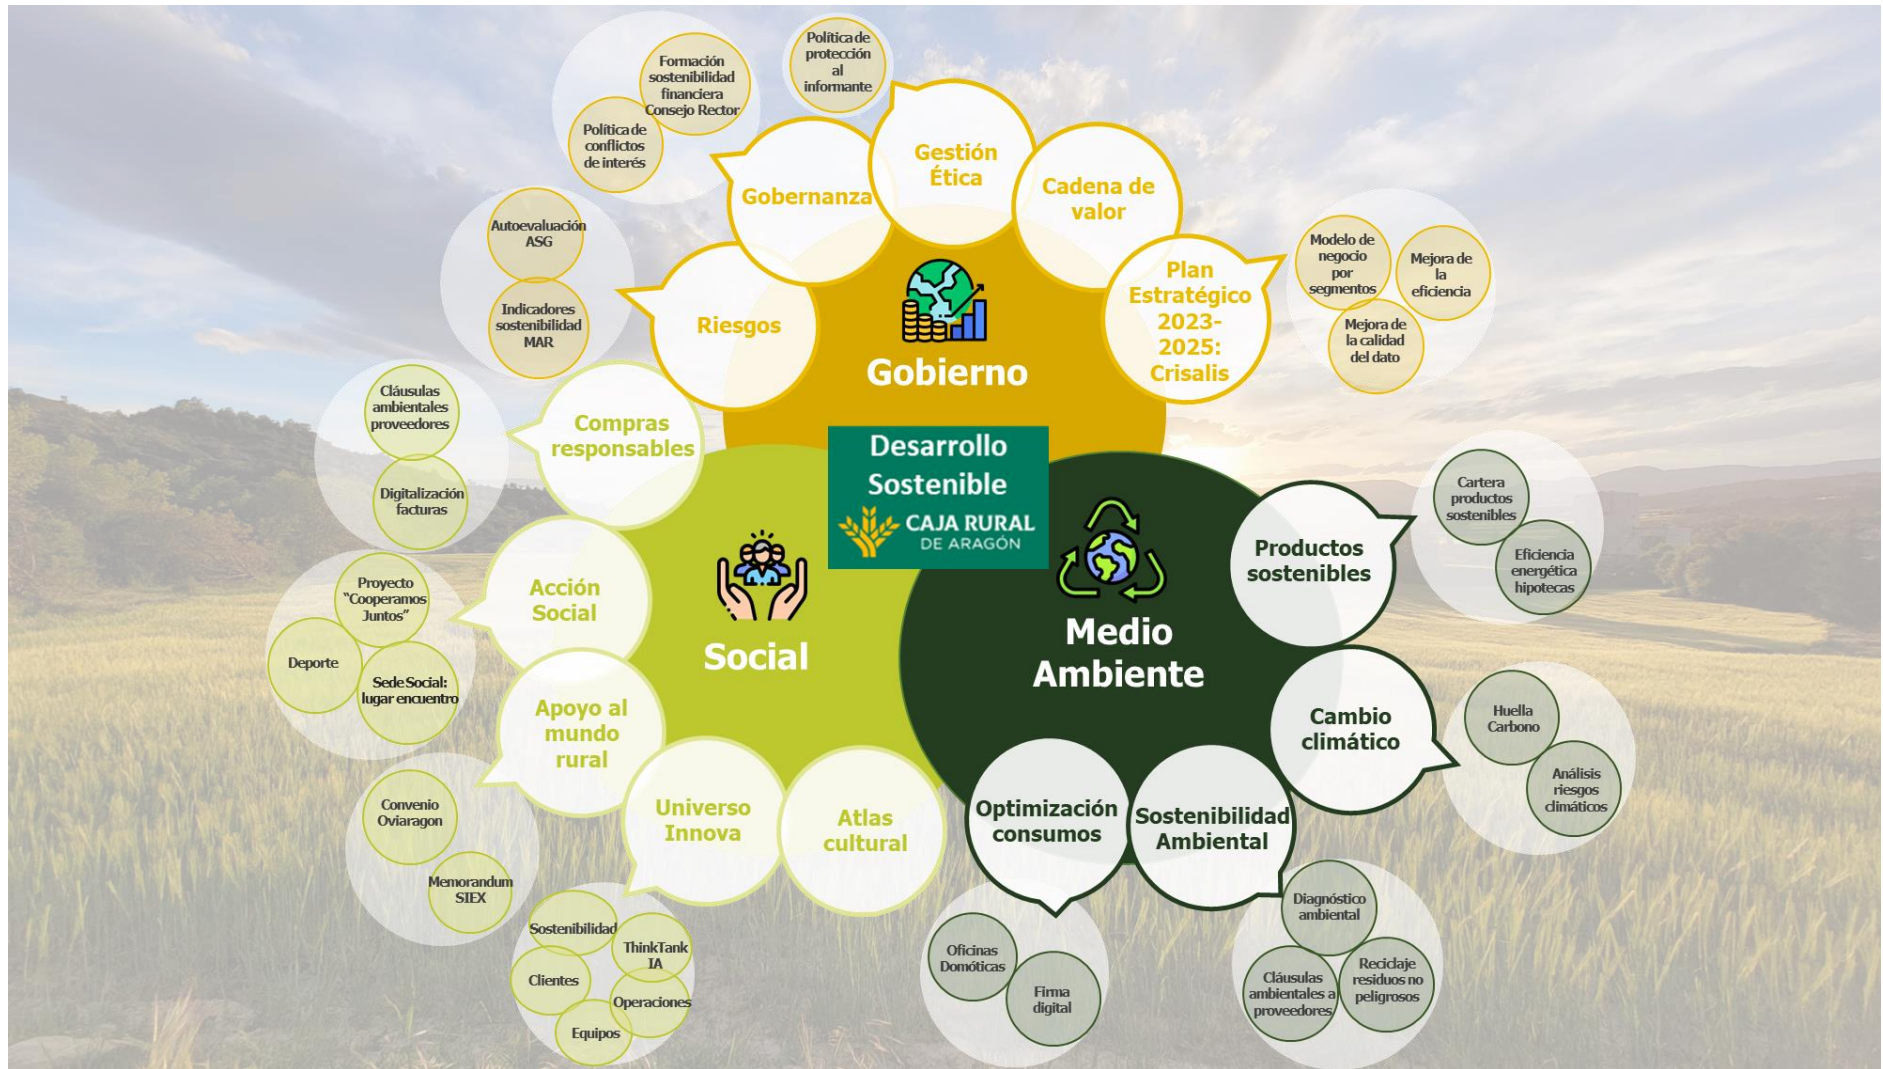 Política de
protección
al
informante
Formación
sostenibilidad
financiera
Consejo Rector
Política de
conflictos
de interés
Gestión
Ética
Gobernanza
Cadena de
valor
Autoevaluación
ASG
Indicadores
sostenibilidad
MAR
Riesgos
Plan
Estratégico
2023-
2025:
Crisalis
Modelo de
negocio
por
segmentos
Mejora de
la
eficiencia
Mejora de
la calidad
del dato
Gobierno
Desarrollo
Sostenible
CAJA RURAL
DE ARAGÓN
Cláusulas
ambientales
proveedores
Digitalización
facturas
Compras
responsables
Proyecto
“Cooperamos
Juntos”
Deporte
Sede Social:
lugar encuentro
Acción
Social
Social
Apoyo al
mundo
rural
Convenio
Oviaragon
Memorandum
SIEX
Universo
Innova
Atlas
cultural
Sostenibilidad
ThinkTank
IA
Clientes
Operaciones
Equipos
Medio
Ambiente
Productos
sostenibles
Cartera
productos
sostenibles
Eficiencia
energética
hipotecas
Cambio
climático
Huella
Carbono
Análisis
riesgos
climáticos
Optimización
consumos
Sostenibilidad
Ambiental
Oficinas
Domóticas
Firma
digital
Diagnóstico
ambiental
Cláusulas
ambientales a
proveedores
Reciclaje
residuos no
peligrosos